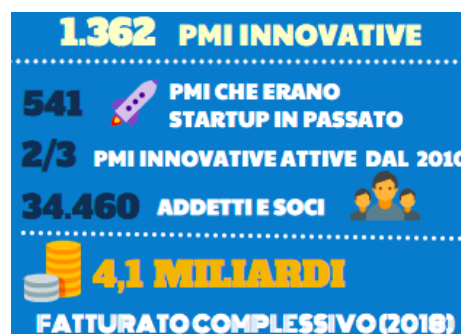 1.362 PMI INNOVATIVE
541 PMI CHE ERANO
STARTUP IN PASSATO
2/3 PMI INNOVATIVE ATTIVE DAL 2010
34.460 ADDETTI E SOCI
4,1 MILIARDI
FATTURATO COMPLESSIVO (2018)